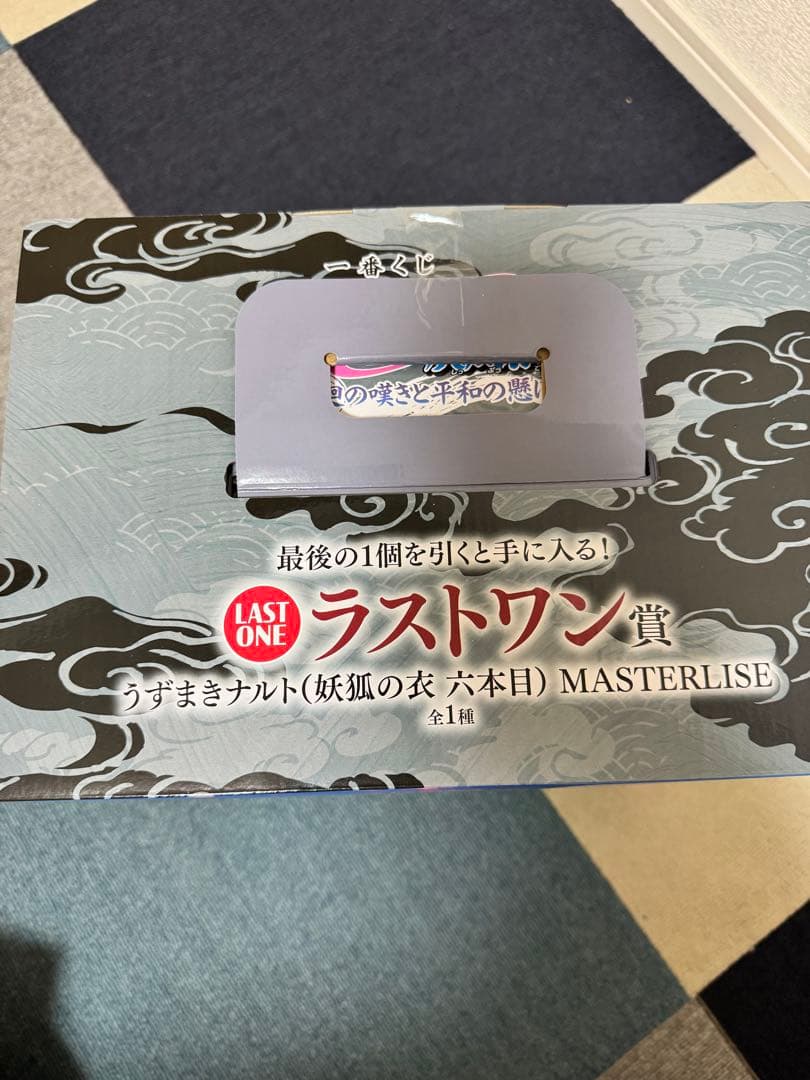 一番くじ
の嘆きと平和の懸
最後の1個を引くと手に入る!
LAST ONE ラストワン賞
うずまきナルト(妖狐の衣 六本目) MASTERLISE
全1種